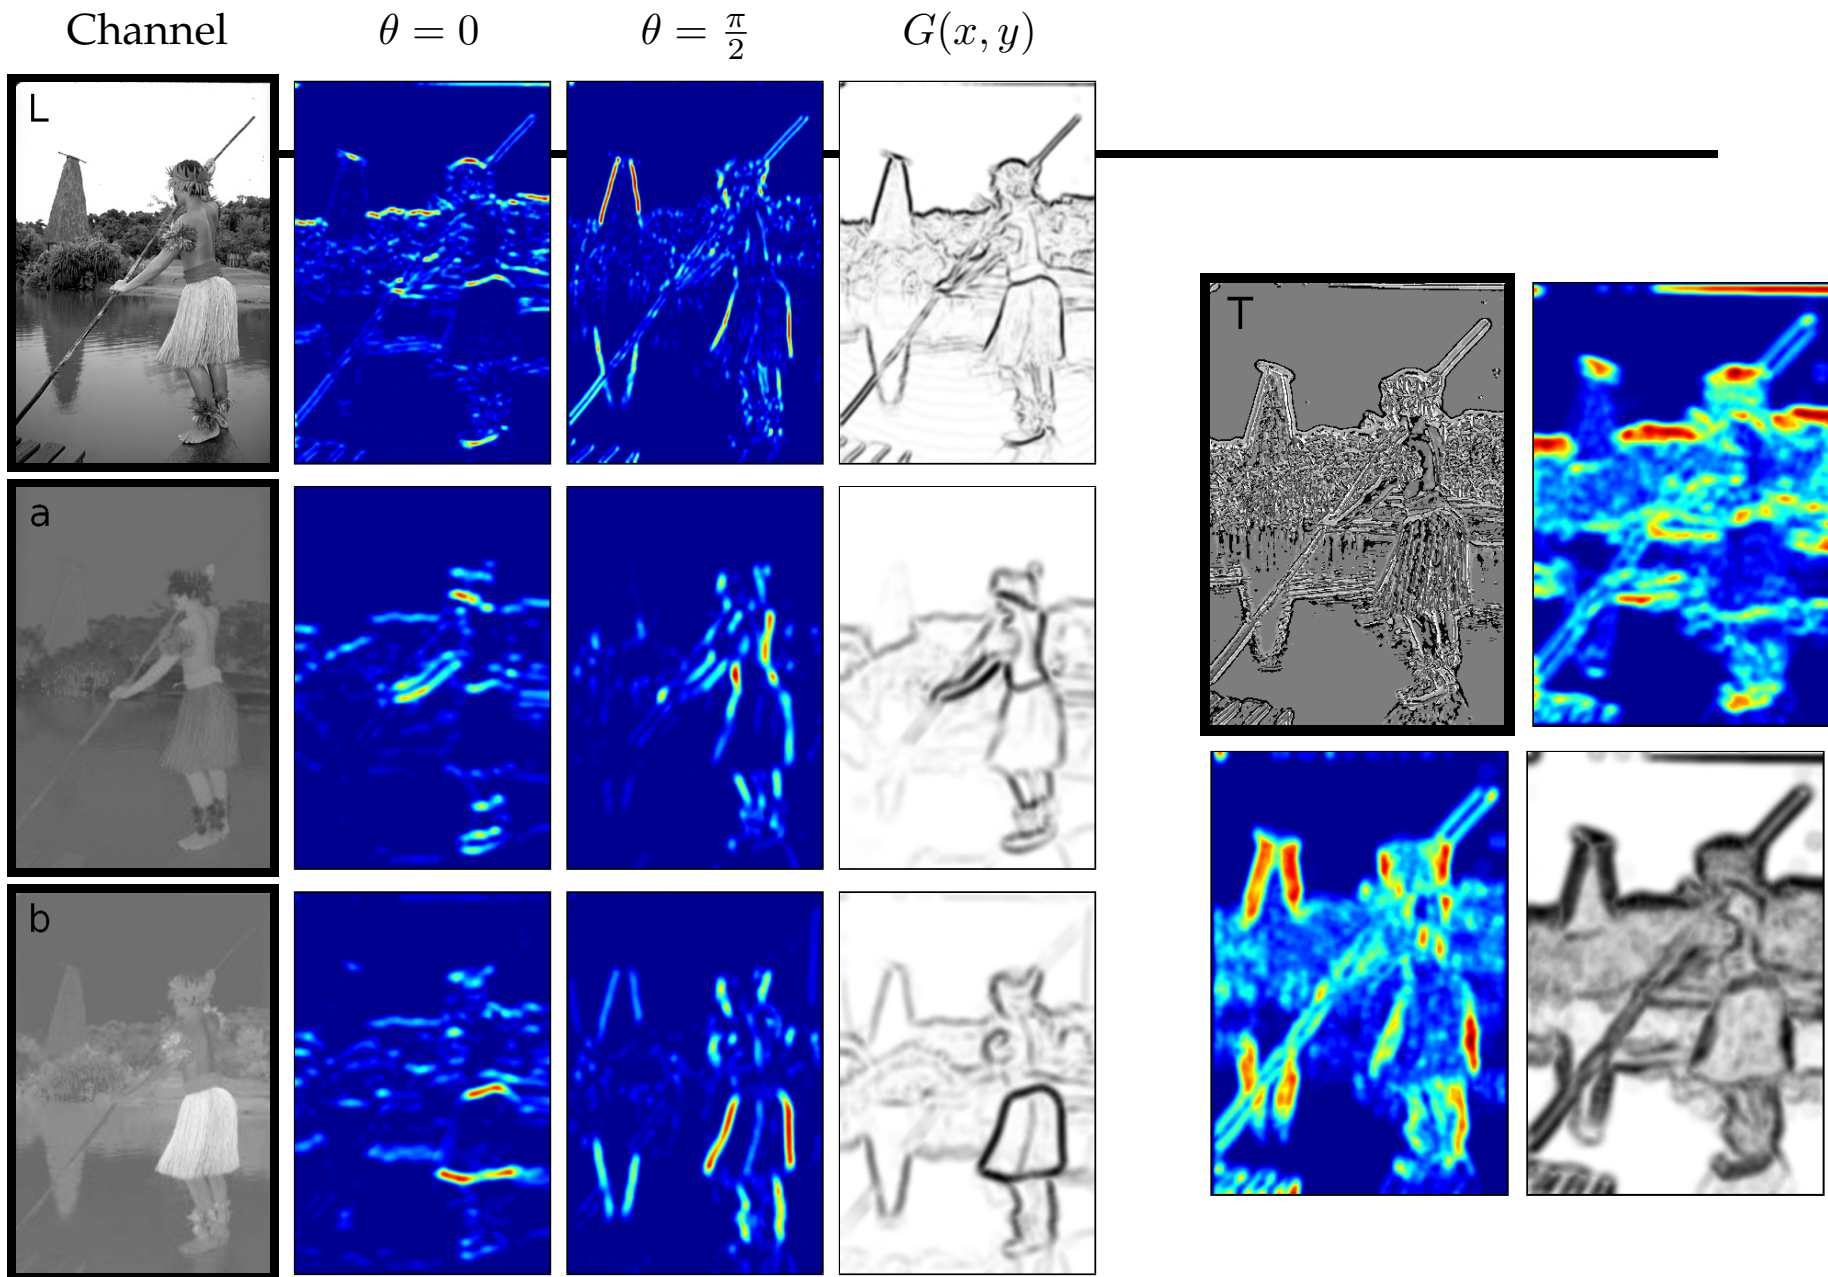 Channel θ = 0 θ = π/2 G(x, y)
L
T
a
b